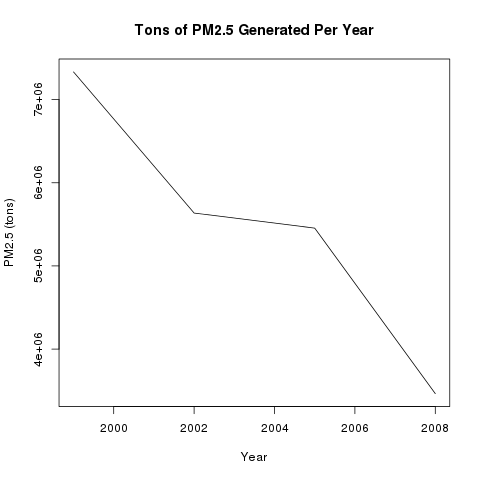 Tons of PM2.5 Generated Per Year
7e+06
6e+06
5e+06
4e+06
PM2.5 (tons)
2000 2002 2004 2006 2008
Year